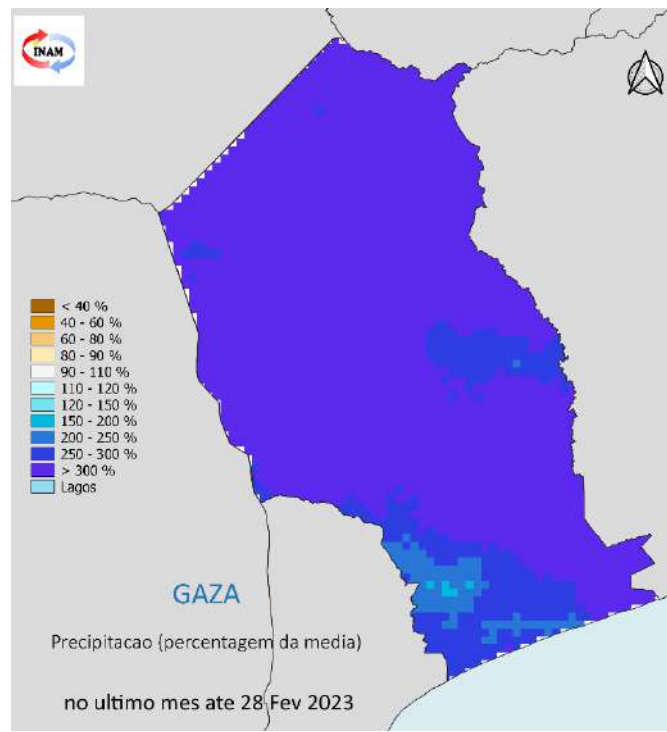 INAM
< 40 %
40 - 60 %
60 - 80 %
80 - 90 %
90 - 110 %
110 - 120 %
120 - 150 %
150 - 200 %
200 - 250 %
250 - 300 %
> 300 %
Lagos
GAZA
Precipitacao (percentagem da media)
no ultimo mes ate 28 Fev 2023